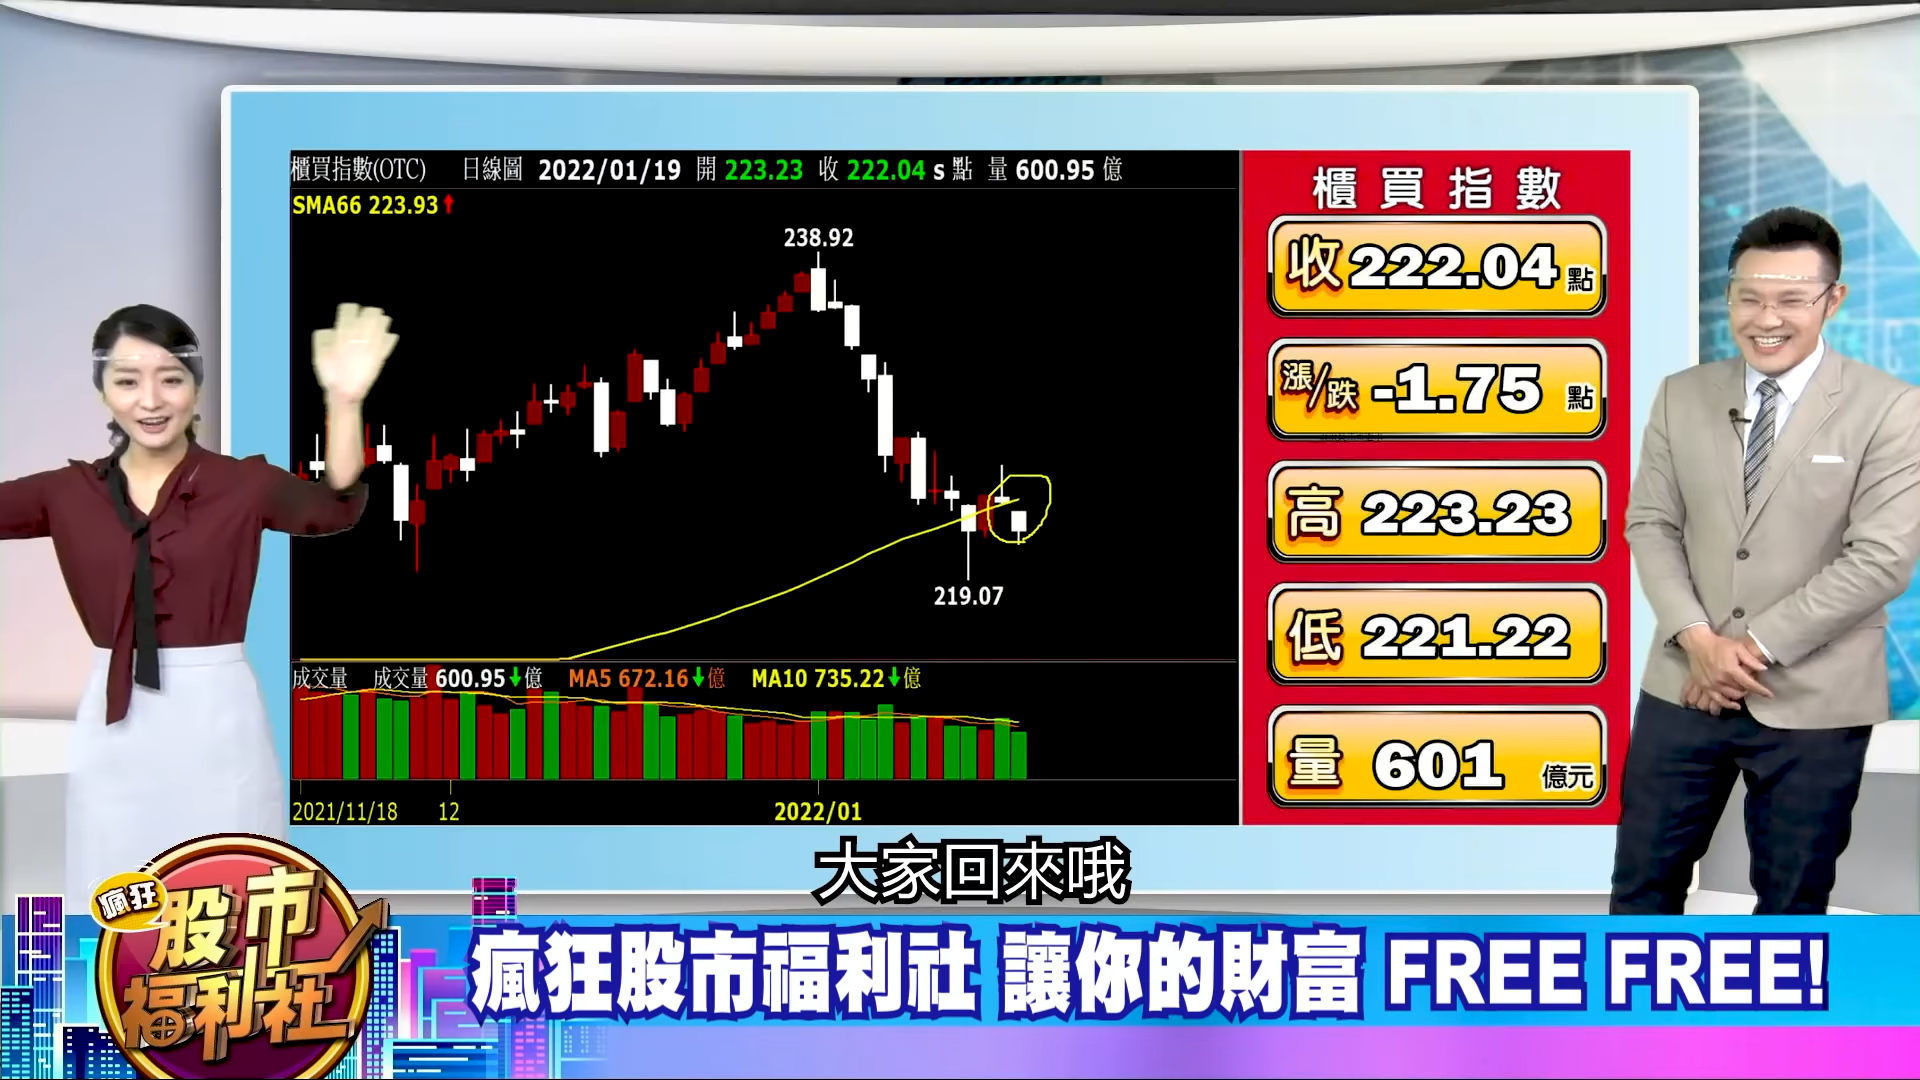 櫃買指數(OTC) 日線圖 2022/01/19 開 223.23 收 222.04 s 點 量 600.95 億
SMA66 223.93↑
238.92
219.07
成交量 成交量 600.95↓億 MA5 672.16↓億 MA10 735.22↓億
2021/11/18 12 2022/01
櫃買指數
收 222.04 點
漲/跌 -1.75 點
高 223.23
低 221.22
量 601 億元
大家回來哦
瘋狂
股市
福利社
瘋狂股市福利社 讓你的財富 FREE FREE!